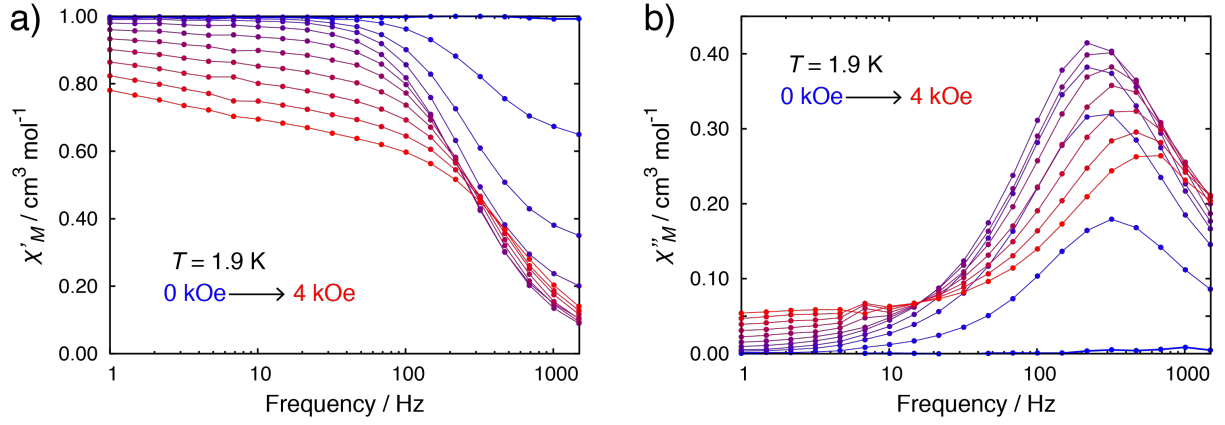 a)
1.00
0.80
0.60
0.40
0.20
0.00
χ′M / cm3 mol-1
T = 1.9 K
0 kOe 4 kOe
1 10 100 1000
Frequency / Hz
b)
0.40
0.30
0.20
0.10
0.00
χ″M / cm3 mol-1
T = 1.9 K
0 kOe 4 kOe
1 10 100 1000
Frequency / Hz